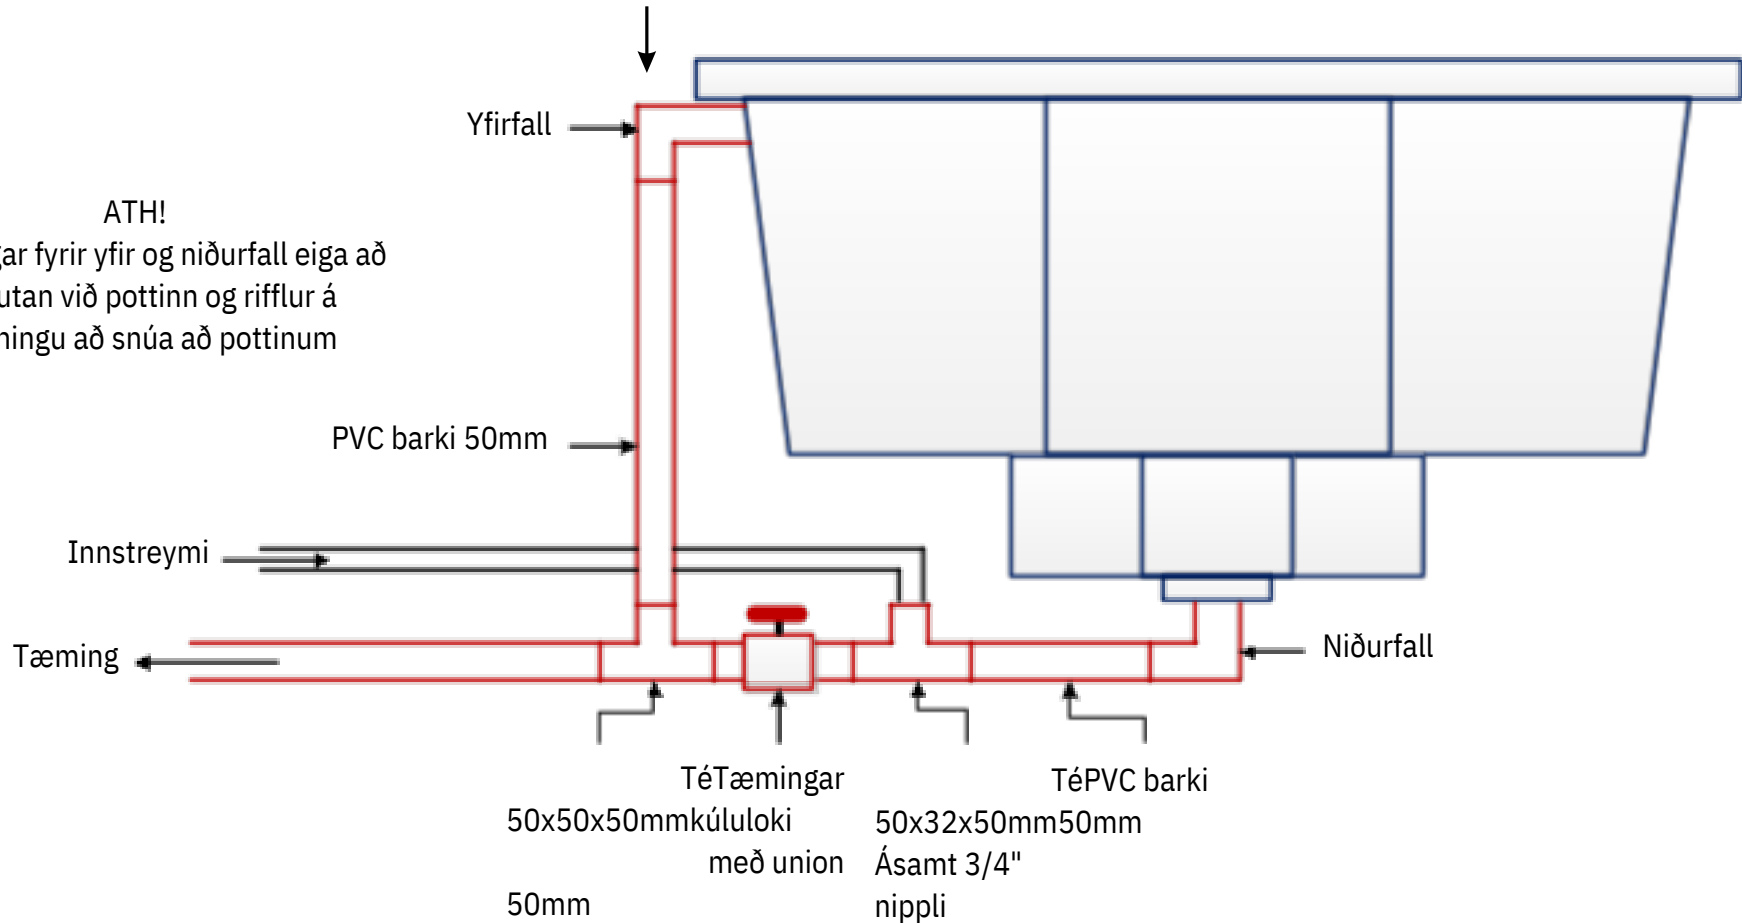 Yfirfall
ATH!
ar fyrir yfir og niðurfall eiga að
utan við pottinn og rifflur á
ningu að snúa að pottinum
PVC barki 50mm
Innstreymi
Tæming
Niðurfall
TéTæmingar
50x50x50mmkúluloki
með union
50mm
TéPVC barki
50x32x50mm50mm
Ásamt 3/4"
nippli